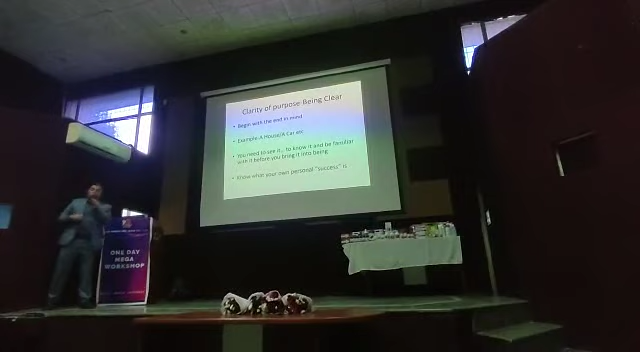 Clarity of purpose Being Clear
• Begin with the end in mind
• Example A House/A Car etc
• You need to see it... to know it and be familiar
with it before you bring it into being
• Know what your own personal "success" is
ONE DAY
MEGA
WORKSHOP